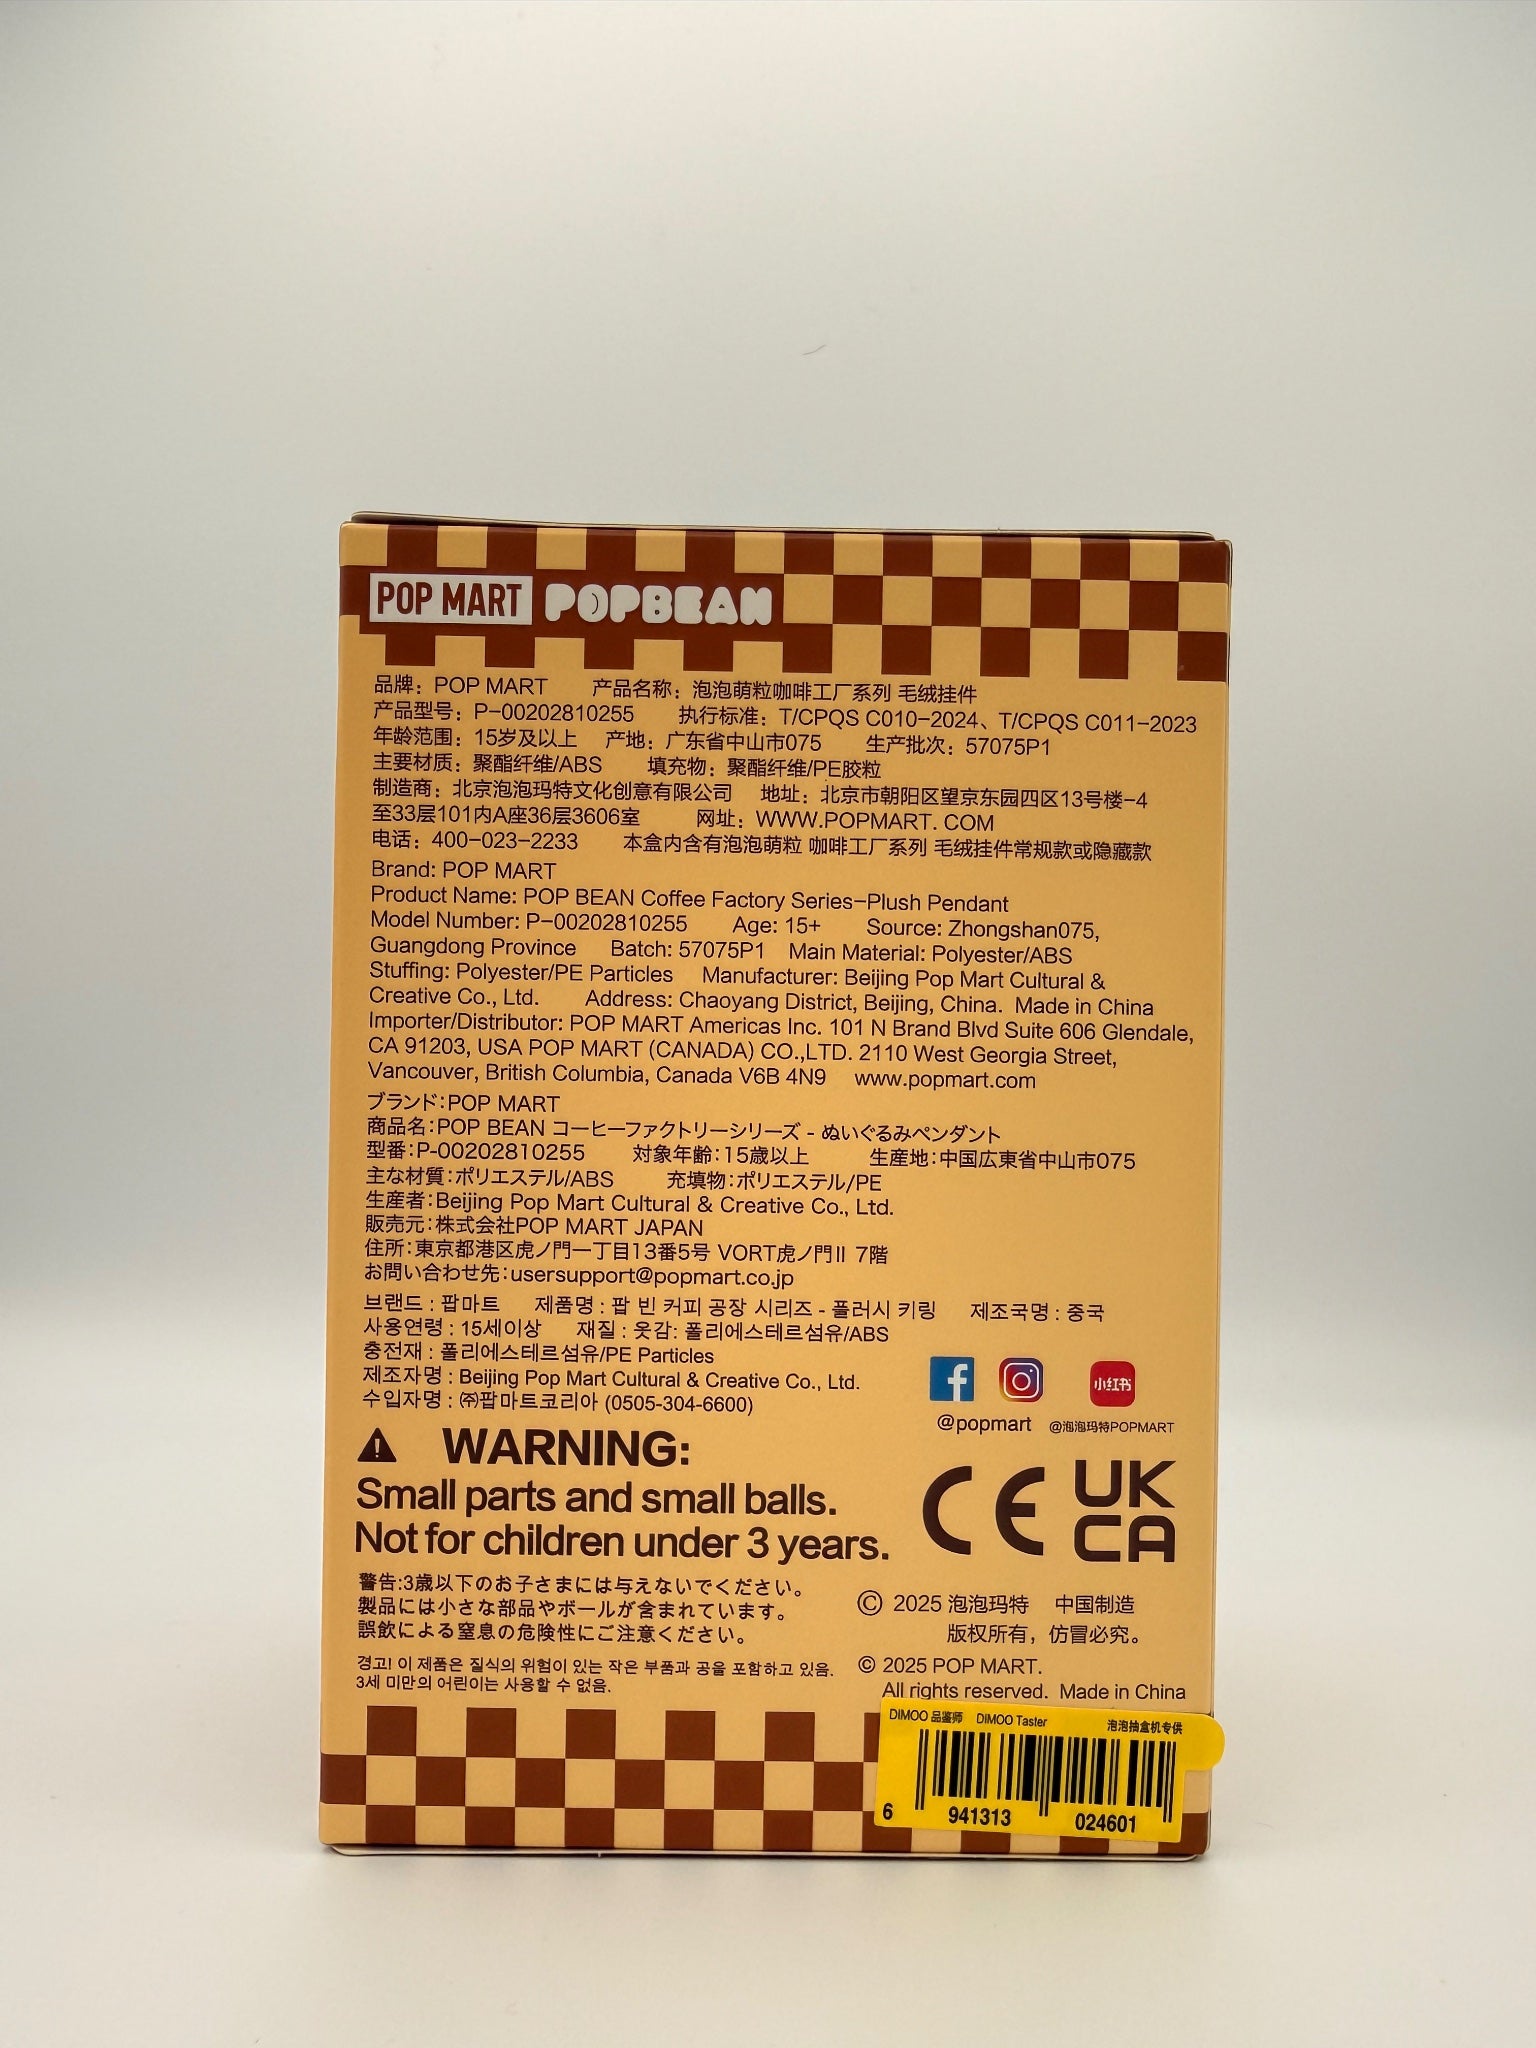 POP MART POPBEAN
品牌：POP MART 产品名称：泡泡萌粒咖啡工厂系列 毛绒挂件
产品型号：P-00202810255 执行标准：T/CPQS C010-2024、T/CPQS C011-2023
年龄范围：15岁及以上 产地：广东省中山市075 生产批次：57075P1
主要材质：聚酯纤维/ABS 填充物：聚酯纤维/PE胶粒
制造商：北京泡泡玛特文化创意有限公司 地址：北京市朝阳区望京东园四区13号楼-4
至33层101内A座36层3606室 网址：WWW.POPMART. COM
电话：400-023-2233 本盒内含有泡泡萌粒 咖啡工厂系列 毛绒挂件常规款或隐藏款
Brand: POP MART
Product Name: POP BEAN Coffee Factory Series-Plush Pendant
Model Number: P-00202810255 Age: 15+ Source: Zhongshan075,
Guangdong Province Batch: 57075P1 Main Material: Polyester/ABS
Stuffing: Polyester/PE Particles Manufacturer: Beijing Pop Mart Cultural &
Creative Co., Ltd. Address: Chaoyang District, Beijing, China. Made in China
Importer/Distributor: POP MART Americas Inc. 101 N Brand Blvd Suite 606 Glendale,
CA 91203, USA POP MART (CANADA) CO.,LTD. 2110 West Georgia Street,
Vancouver, British Columbia, Canada V6B 4N9 www.popmart.com
ブランド:POP MART
商品名:POP BEAN コーヒーファクトリーシリーズ - ぬいぐるみペンダント
型番:P-00202810255 対象年齢:15歳以上 生産地:中国広東省中山市075
主な材質:ポリエステル/ABS 充填物:ポリエステル/PE
生産者:Beijing Pop Mart Cultural & Creative Co., Ltd.
販売元:株式会社POP MART JAPAN
住所:東京都港区虎ノ門一丁目13番5号 VORT虎ノ門II 7階
お問い合わせ先:usersupport@popmart.co.jp
브랜드 : 팝마트 제품명 : 팝 빈 커피 공장 시리즈 - 플러시 키링 제조국명 : 중국
사용연령 : 15세이상 재질 : 옷감: 폴리에스테르섬유/ABS
충전재 : 폴리에스테르섬유/PE Particles
제조자명 : Beijing Pop Mart Cultural & Creative Co., Ltd.
수입자명 : ㈜팝마트코리아 (0505-304-6600)
小红书
@popmart @泡泡玛特POPMART
WARNING:
Small parts and small balls.
Not for children under 3 years.
CE UK
CA
警告:3歳以下のお子さまには与えないでください。
製品には小さな部品やボールが含まれています。
誤飲による窒息の危険性にご注意ください。
경고! 이 제품은 질식의 위험이 있는 작은 부품과 공을 포함하고 있음.
3세 미만의 어린이는 사용할 수 없음.
© 2025 泡泡玛特 中国制造
版权所有，仿冒必究。
© 2025 POP MART.
All rights reserved. Made in China
DIMOO 品鉴师 DIMOO Taster 泡泡抽盒机专供
6 941313 024601